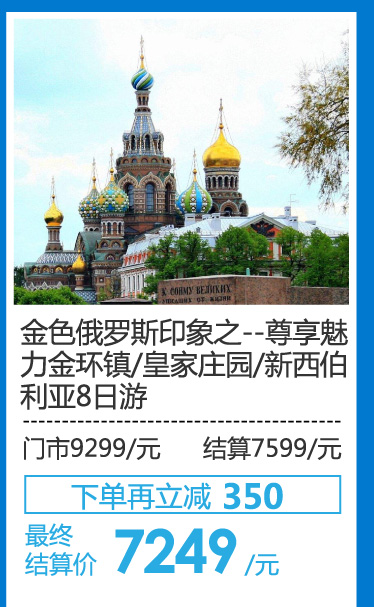 К СОНМУ ВЕЛИКИХ
金色俄罗斯印象之--尊享魅
力金环镇/皇家庄园/新西伯
利亚8日游
门市9299/元 结算7599/元
下单再立减 350
最终
结算价 7249 /元